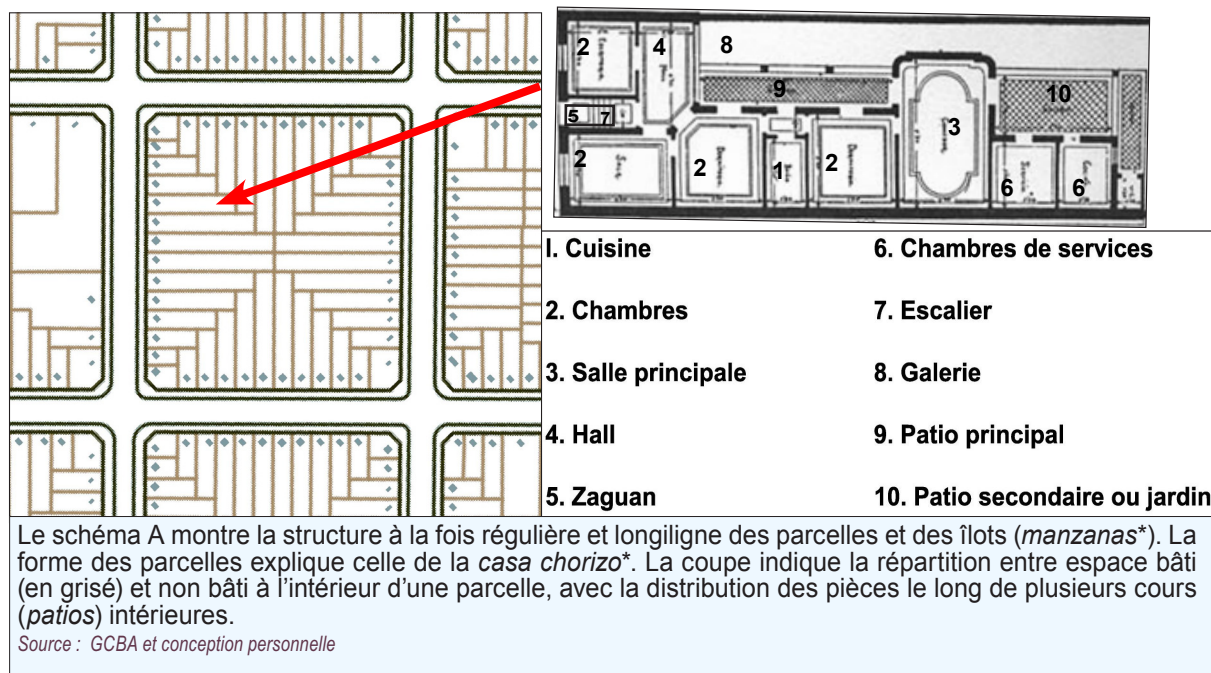 2 4 8
9 10
5 7
3
2 2 1 2 6 6
I. Cuisine
6. Chambres de services
2. Chambres
7. Escalier
3. Salle principale
8. Galerie
4. Hall
9. Patio principal
5. Zaguan
10. Patio secondaire ou jardin
Le schéma A montre la structure à la fois régulière et longiligne des parcelles et des îlots (manzanas*). La
forme des parcelles explique celle de la casa chorizo*. La coupe indique la répartition entre espace bâti
(en grisé) et non bâti à l'intérieur d'une parcelle, avec la distribution des pièces le long de plusieurs cours
(patios) intérieures.
Source : GCBA et conception personnelle